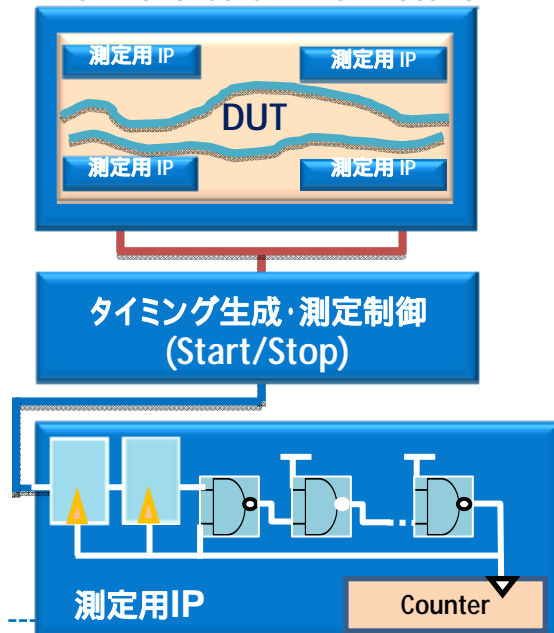 測定用 IP
測定用 IP
DUT
測定用 IP
測定用 IP
タイミング生成・測定制御
(Start/Stop)
測定用IP
Counter